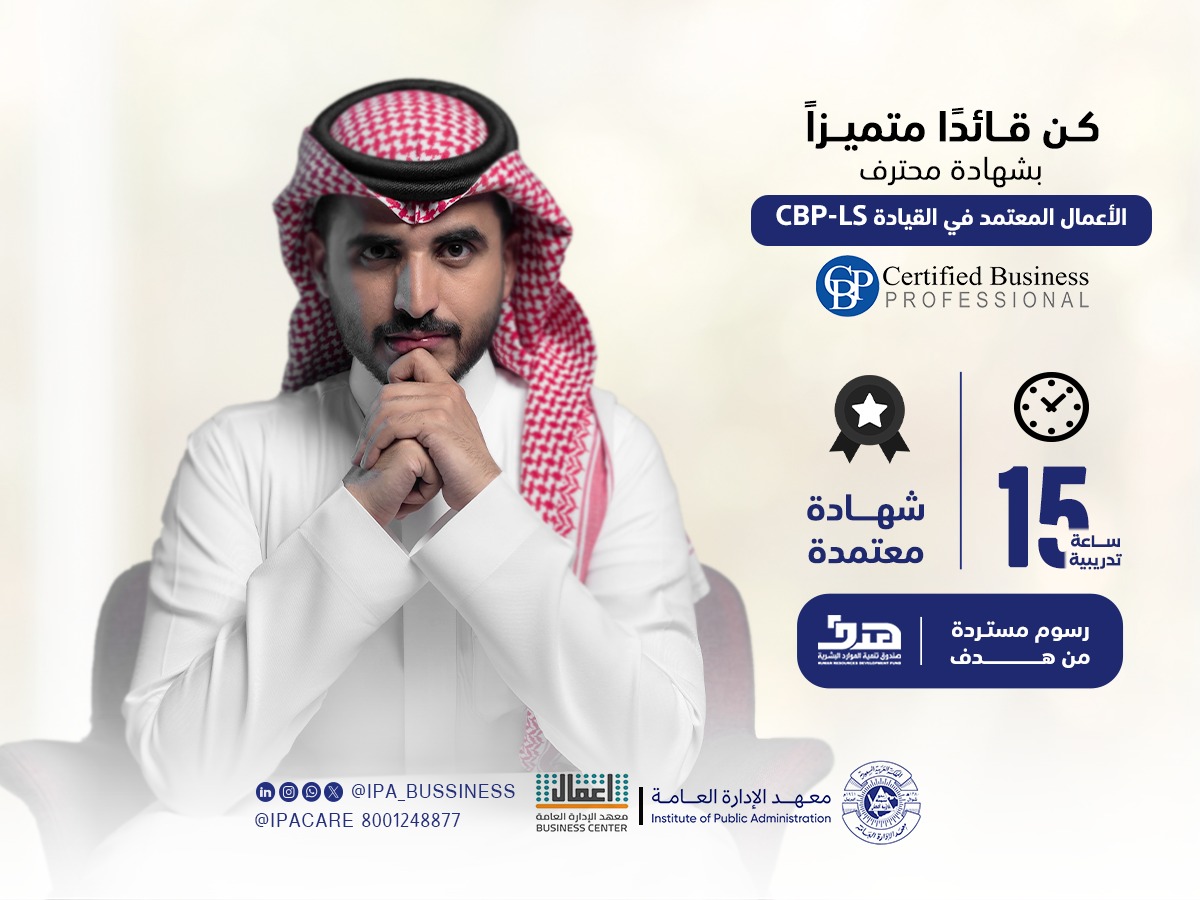 كن قائدًا متميزاً
بشهادة محترف
الأعمال المعتمد في القيادة CBP-LS
CBP
Certified Business
PROFESSIONAL
15
ساعة
تدريبية
شهادة
معتمدة
رسوم مستردة
من هدف
هدف
صندوق تنمية الموارد البشرية
HUMAN RESOURCES DEVELOPMENT FUND
معهد الإدارة العامة
Institute of Public Administration
اعمال
معهد الإدارة العامة
BUSINESS CENTER
@IPA_BUSSINESS
@IPACARE 8001248877